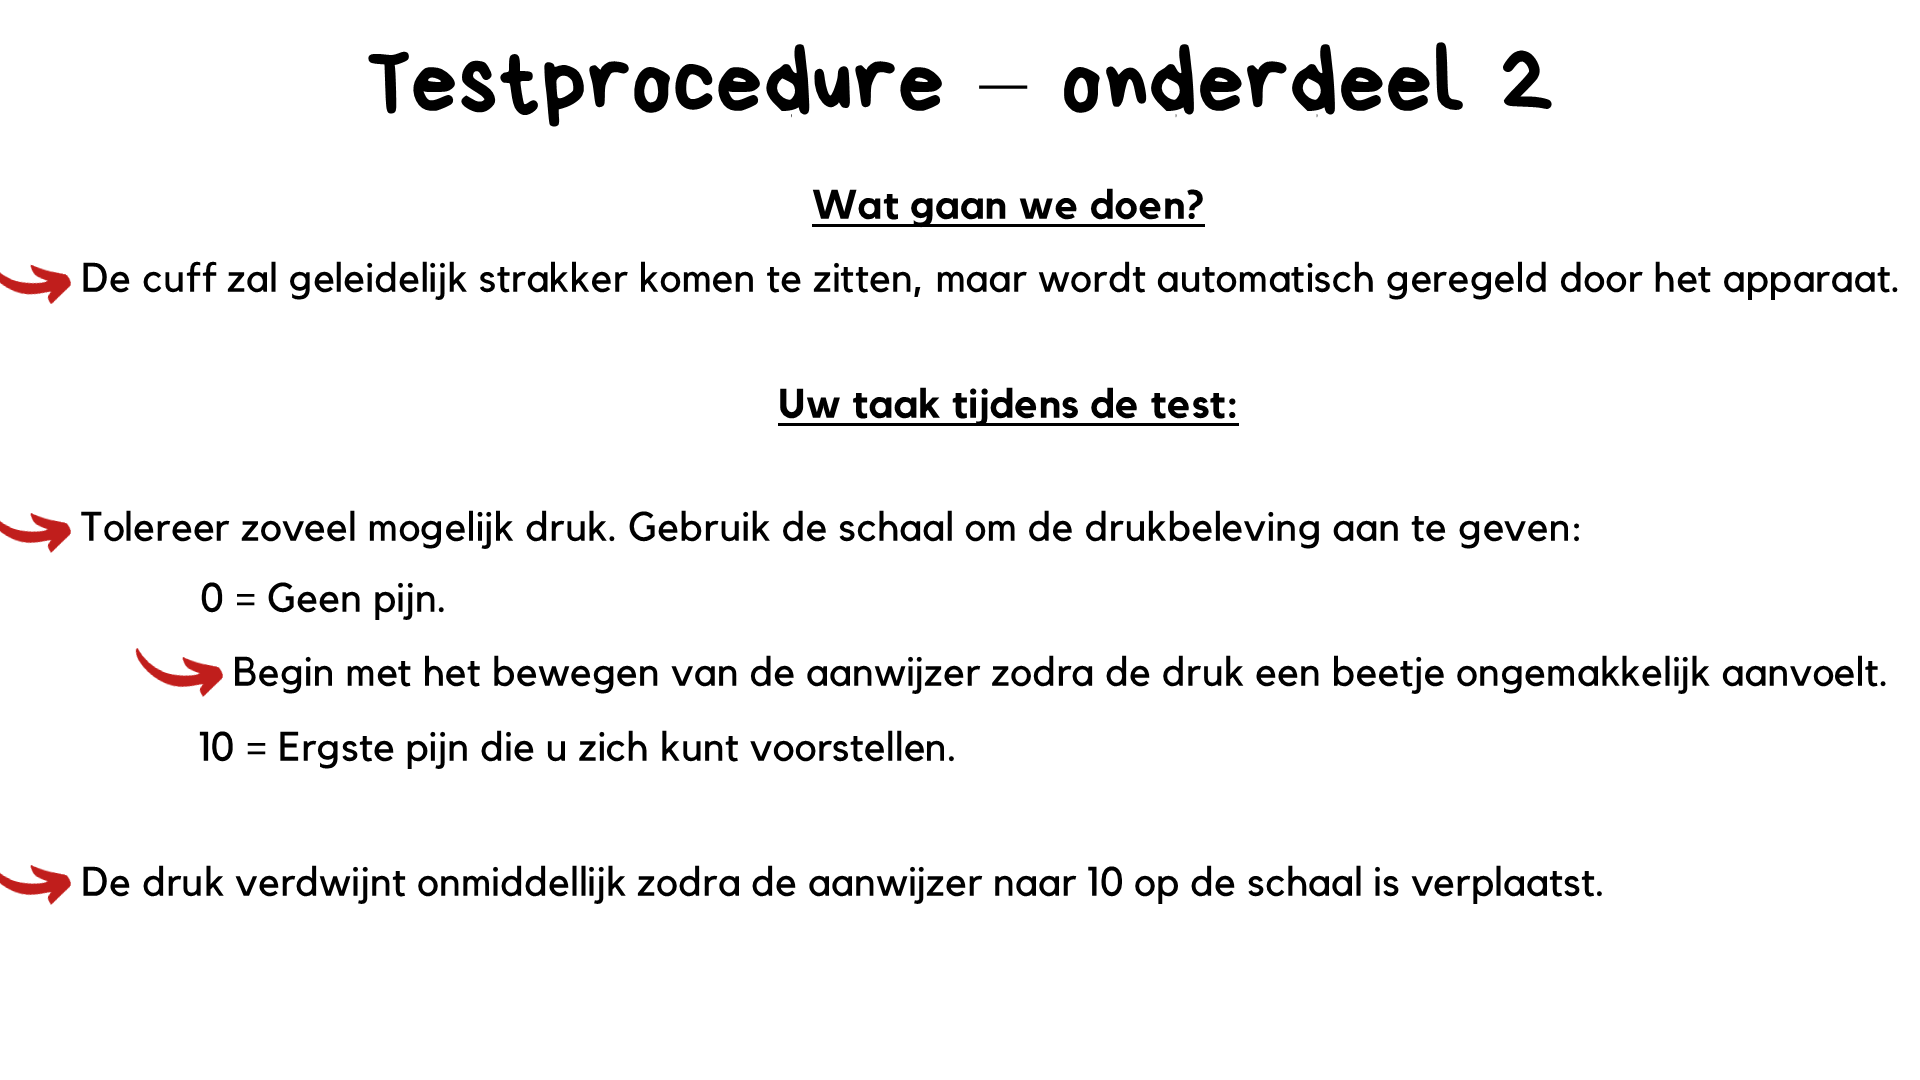 Testprocedure – onderdeel 2
Wat gaan we doen?
De cuff zal geleidelijk strakker komen te zitten, maar wordt automatisch geregeld door het apparaat.
Uw taak tijdens de test:
Tolereer zoveel mogelijk druk. Gebruik de schaal om de drukbeleving aan te geven:
0 = Geen pijn.
Begin met het bewegen van de aanwijzer zodra de druk een beetje ongemakkelijk aanvoelt.
10 = Ergste pijn die u zich kunt voorstellen.
De druk verdwijnt onmiddellijk zodra de aanwijzer naar 10 op de schaal is verplaatst.